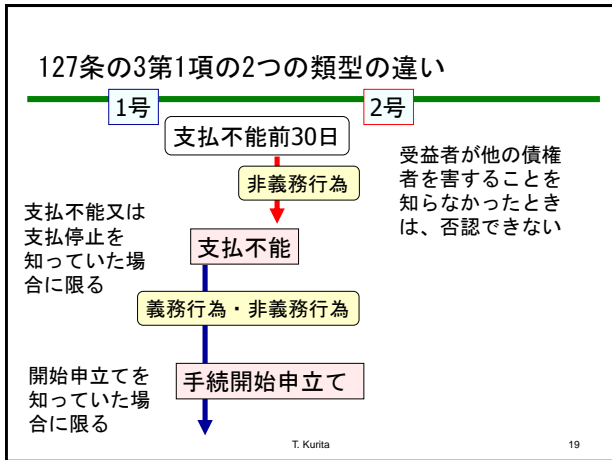 127条の3第1項の2つの類型の違い
1号
2号
支払不能前30日
受益者が他の債権
者を害することを
知らなかったとき
は、否認できない
非義務行為
支払不能又は
支払停止を
知っていた場
合に限る
支払不能
義務行為・非義務行為
開始申立てを
知っていた場
合に限る
手続開始申立て
T. Kurita
19